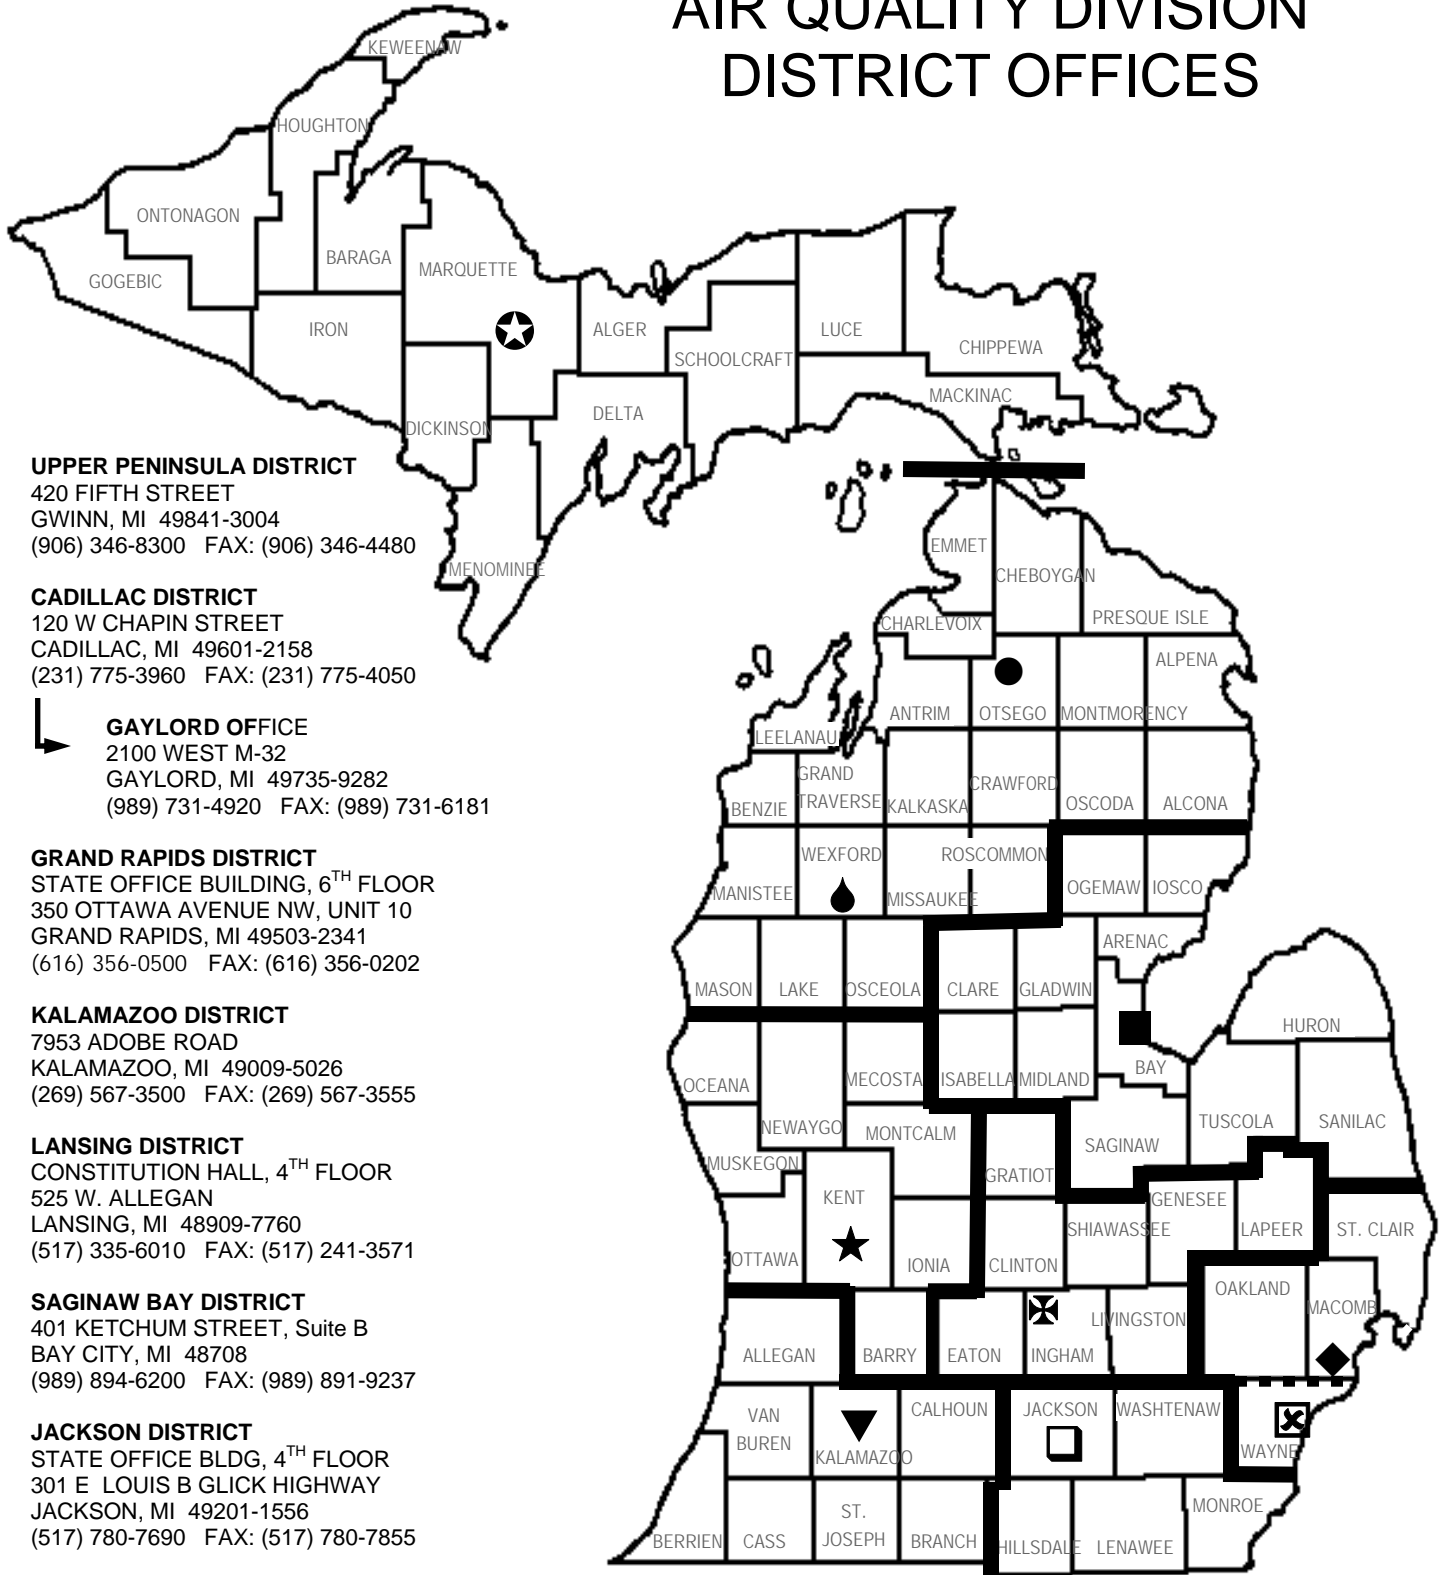 AIR QUALITY DIVISION
DISTRICT OFFICES
KEWEENAW
HOUGHTON
ONTONAGON
BARAGA
GOGEBIC
MARQUETTE
IRON
ALGER
LUCE
SCHOOLCRAFT
CHIPPEWA
MACKINAC
DELTA
DICKINSON
MENOMINEE
UPPER PENINSULA DISTRICT
420 FIFTH STREET
GWINN, MI 49841-3004
(906) 346-8300 FAX: (906) 346-4480
CADILLAC DISTRICT
120 W CHAPIN STREET
CADILLAC, MI 49601-2158
(231) 775-3960 FAX: (231) 775-4050
GAYLORD OFFICE
2100 WEST M-32
GAYLORD, MI 49735-9282
(989) 731-4920 FAX: (989) 731-6181
GRAND RAPIDS DISTRICT
STATE OFFICE BUILDING, 6TH FLOOR
350 OTTAWA AVENUE NW, UNIT 10
GRAND RAPIDS, MI 49503-2341
(616) 356-0500 FAX: (616) 356-0202
KALAMAZOO DISTRICT
7953 ADOBE ROAD
KALAMAZOO, MI 49009-5026
(269) 567-3500 FAX: (269) 567-3555
LANSING DISTRICT
CONSTITUTION HALL, 4TH FLOOR
525 W. ALLEGAN
LANSING, MI 48909-7760
(517) 335-6010 FAX: (517) 241-3571
SAGINAW BAY DISTRICT
401 KETCHUM STREET, Suite B
BAY CITY, MI 48708
(989) 894-6200 FAX: (989) 891-9237
JACKSON DISTRICT
STATE OFFICE BLDG, 4TH FLOOR
301 E LOUIS B GLICK HIGHWAY
JACKSON, MI 49201-1556
(517) 780-7690 FAX: (517) 780-7855
EMMET
CHEBOYGAN
PRESQUE ISLE
CHARLEVOIX
ALPENA
ANTRIM
OTSEGO
MONTMORENCY
LEELANAU
GRAND
TRAVERSE
BENZIE
KALKASKA
CRAWFORD
OSCODA
ALCONA
WEXFORD
ROSCOMMON
MANISTEE
MISSAUKEE
OGEMAW
IOSCO
ARENAC
MASON
LAKE
OSCEOLA
CLARE
GLADWIN
HURON
BAY
OCEANA
MECOSTA
ISABELLA
MIDLAND
NEWAYGO
MONTCALM
TUSCOLA
SANILAC
SAGINAW
MUSKEGON
GRATIOT
KENT
GENESEE
SHIAWASSEE
LAPEER
ST. CLAIR
OTTAWA
IONIA
CLINTON
OAKLAND
MACOMB
LIVINGSTON
ALLEGAN
BARRY
EATON
INGHAM
VAN
BUREN
KALAMAZOO
CALHOUN
JACKSON
WASHTENAW
WAYNE
MONROE
BERRIEN
CASS
ST.
JOSEPH
BRANCH
HILLSDALE
LENAWEE